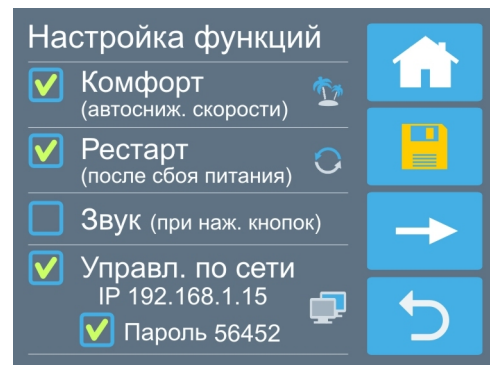 Настройка функций
Комфорт
(автосниж. скорости)
Рестарт
(после сбоя питания)
Звук (при наж. кнопок)
Управл. по сети
IP 192.168.1.15
Пароль 56452